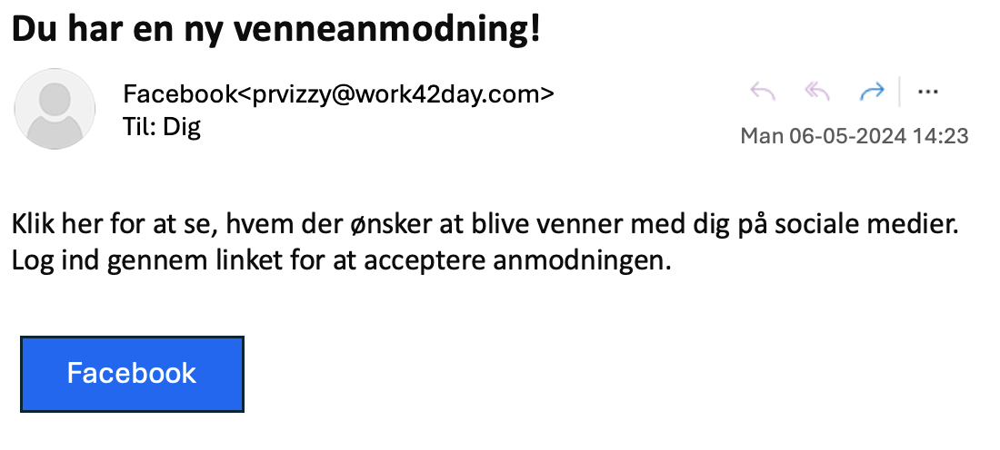 Du har en ny venneanmodning!
Facebook<prvizzy@work42day.com>
Til: Dig
Man 06-05-2024 14:23
Klik her for at se, hvem der ønsker at blive venner med dig på sociale medier.
Log ind gennem linket for at acceptere anmodningen.
Facebook